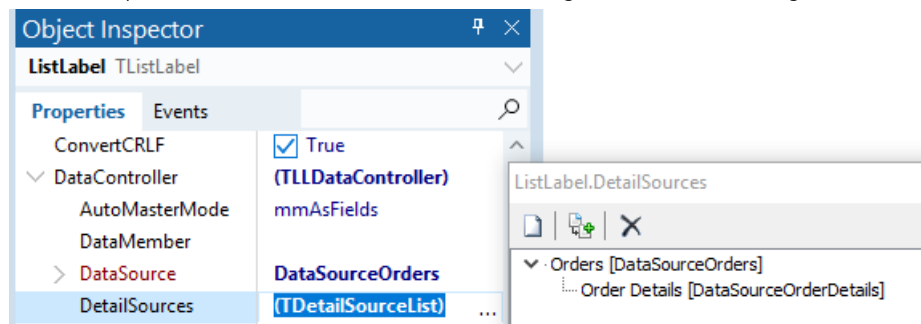 Object Inspector
ListLabel TListLabel
Properties Events
ConvertCRLF True
DataController (TLLDataController)
AutoMasterMode mmAsFields
DataMember
DataSource DataSourceOrders
DetailSources (TDetailSourceList) ...
ListLabel.DetailSources
Orders [DataSourceOrders]
Order Details [DataSourceOrderDetails]